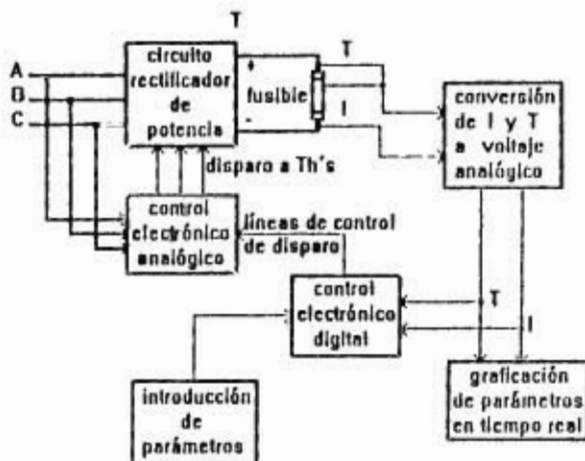 T
circuito
rectificador
de
potencia
A
B
C
+
fusible
-
T
I
conversión
de I y T
a voltaje
analógico
disparo a Th's
control
electrónico
analógico
líneas de control
de disparo
control
electrónico
digital
T
I
introducción
de
parámetros
graficación
de parámetros
en tiempo real